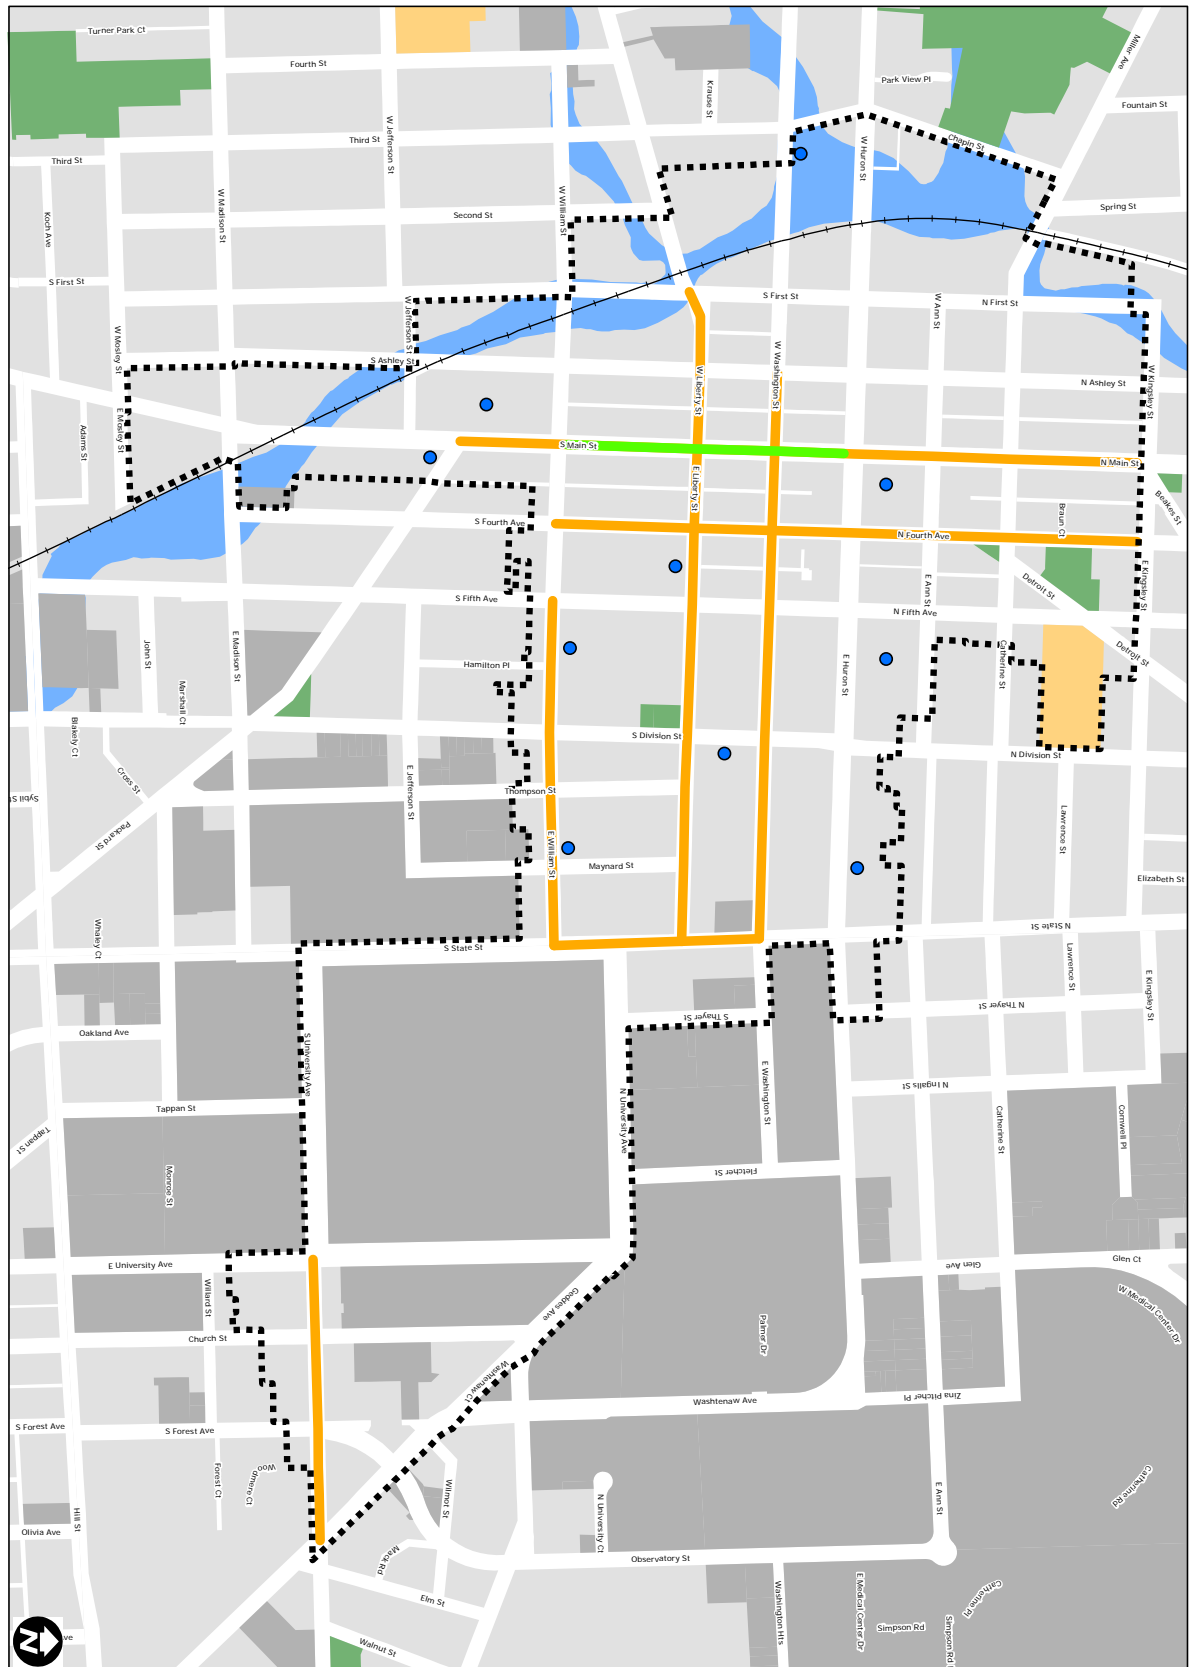 Turner Park Ct
Fourth St
Krause St
Park View Pl
Miller Ave
Fountain St
Third St
Third St
W Jefferson St
W Huron St
Chapin St
Koch Ave
W Madison St
Second St
W William St
Spring St
S First St
S First St
W Ann St
N First St
W Mosley St
W Jefferson St
S Ashley St
W Liberty St
W Washington St
N Ashley St
W Kingsley St
Adams St
E Mosley St
S Main St
N Main St
E Liberty St
Beakes St
S Fourth Ave
N Fourth Ave
Braun Ct
S Fifth Ave
E Ann St
N Fifth Ave
Detroit St
E Kingsley St
John St
E Madison St
Hamilton Pl
E Huron St
Catherine St
Detroit St
Marshall Ct
Blakely Ct
S Division St
N Division St
Cross St
E Jefferson St
Thompson St
Sybil St
Packard St
E William St
Maynard St
Lawrence St
Elizabeth St
Whaley Ct
S State St
N State St
Lawrence St
E Kingsley St
Oakland Ave
S University Ave
S Thayer St
N Thayer St
E Washington St
N Ingalls St
Tappan St
Tappan St
N University Ave
Catherine St
Cornwell Pl
Monroe St
Fletcher St
E University Ave
Glen Ave
Glen Ct
Willard St
Geddes Ave
W Medical Center Dr
Church St
Palmer Dr
Washtenaw Ct
Washtenaw Ave
Zina Pitcher Pl
S Forest Ave
S Forest Ave
Forest Ct
Woodmere Ct
Wilmot St
N University Ct
E Ann St
Catherine Rd
Hill St
Olivia Ave
Mack Rd
Observatory St
Elm St
Washington Hts
E Medical Center Dr
Catherine Pl
Simpson Rd
Simpson Rd
Walnut St
N
ve